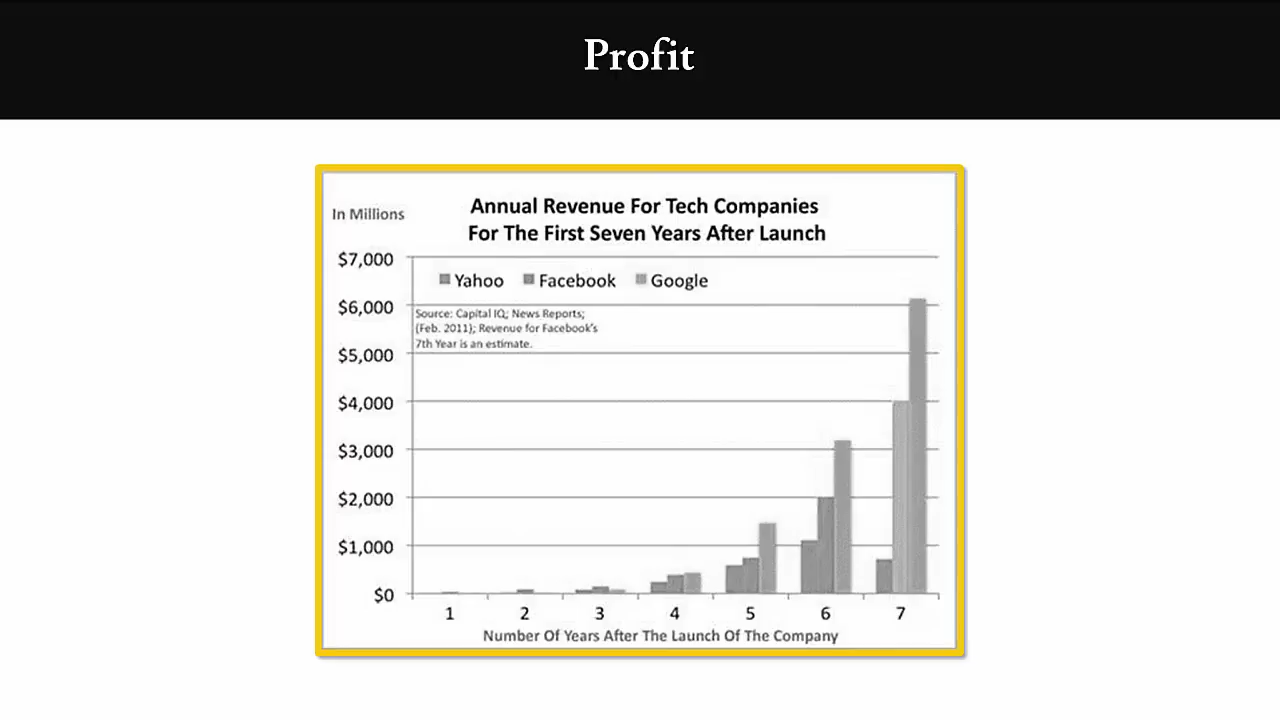 Profit
In Millions
Annual Revenue For Tech Companies
For The First Seven Years After Launch
$7,000
Yahoo Facebook Google
$6,000
Source: Capital IQ; News Reports;
(Feb. 2011); Revenue for Facebook's
7th Year is an estimate.
$5,000
$4,000
$3,000
$2,000
$1,000
$0
1 2 3 4 5 6 7
Number Of Years After The Launch Of The Company